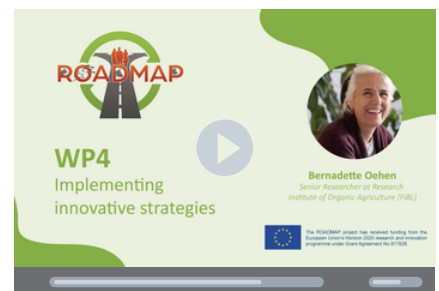 ROADMAP
WP4
Implementing
innovative strategies
Bernadette Oehen
Senior Researcher at Research
Institute of Organic Agriculture (FiBL)
The ROADMAP project has received funding from the
European Union's Horizon 2020 research and innovation
programme under Grant Agreement No 817626.